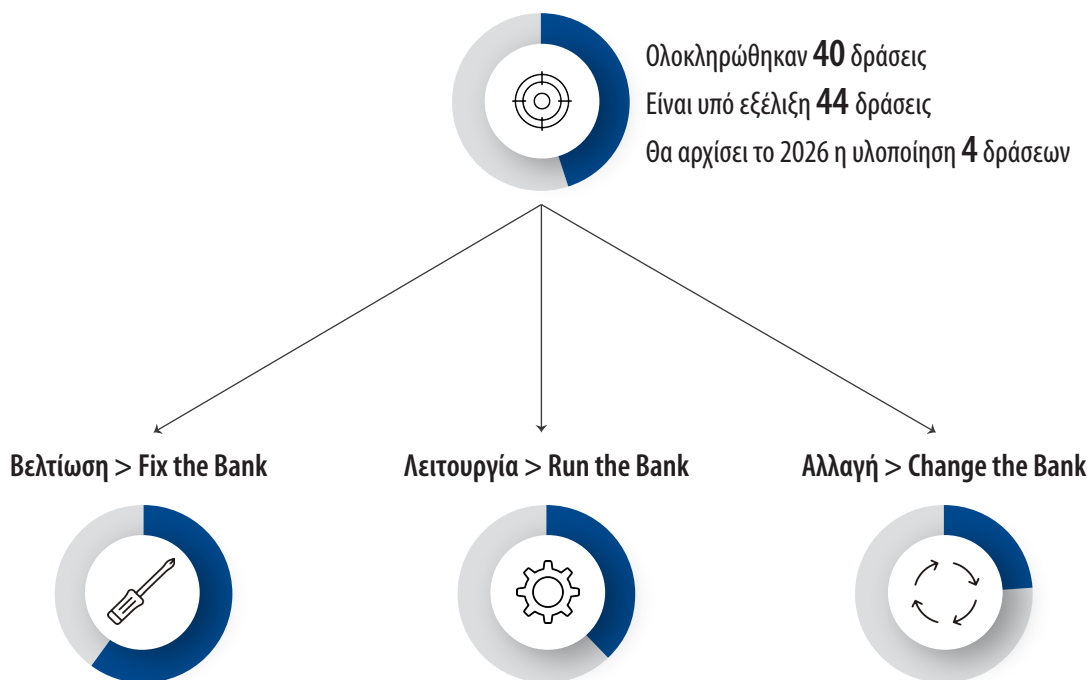 Ολοκληρώθηκαν 40 δράσεις
Είναι υπό εξέλιξη 44 δράσεις
Θα αρχίσει το 2026 η υλοποίηση 4 δράσεων
Βελτίωση > Fix the Bank
Λειτουργία > Run the Bank
Αλλαγή > Change the Bank